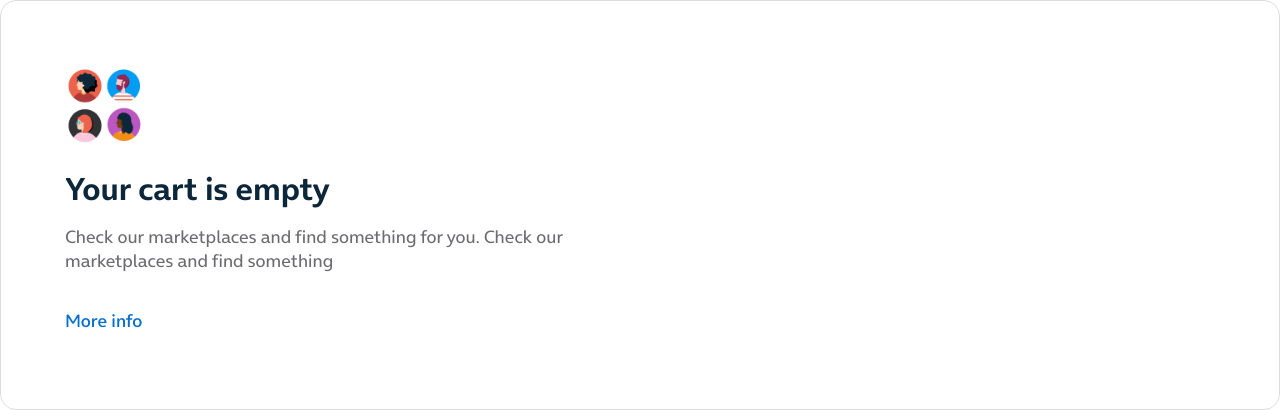 Your cart is empty
Check our marketplaces and find something for you. Check our
marketplaces and find something
More info